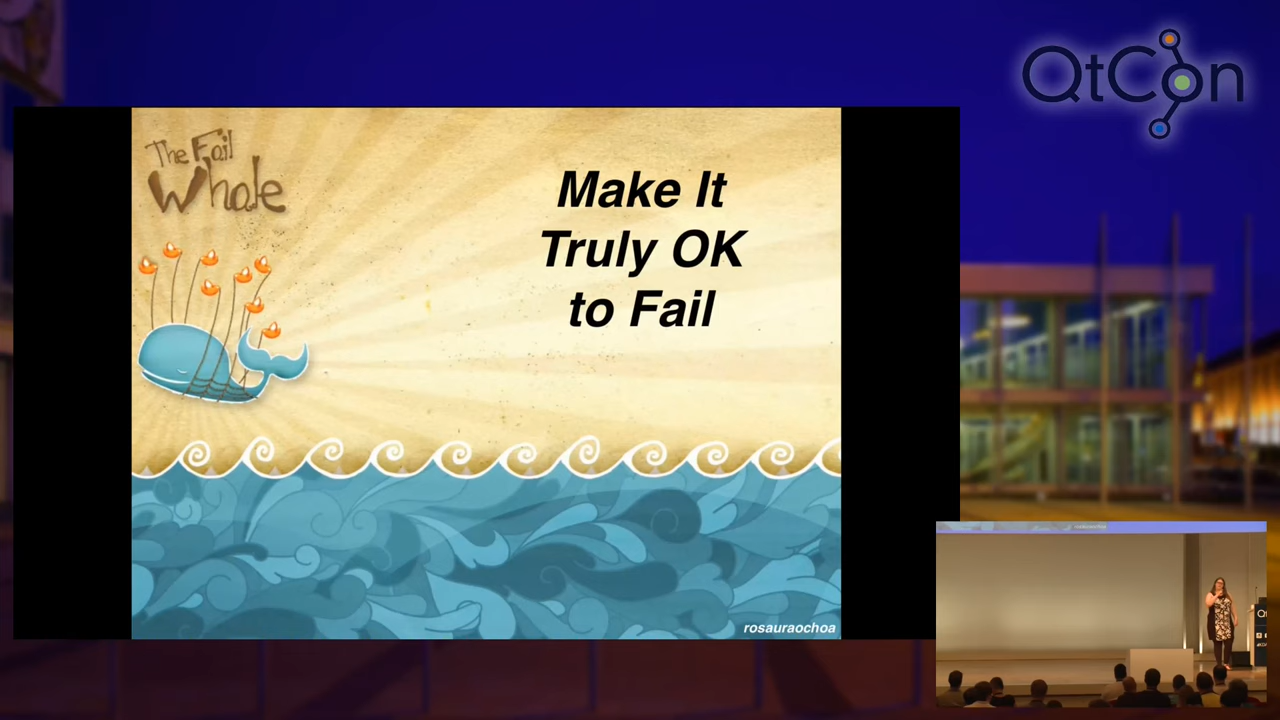 QtCon
The Fail
Whale
Make It
Truly OK
to Fail
rosauraochoa